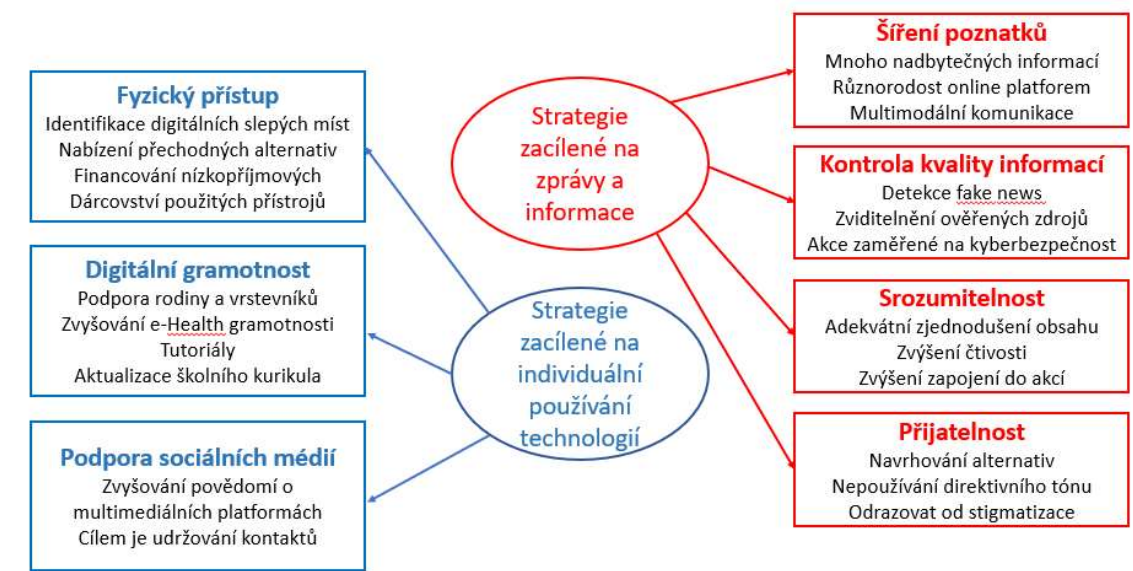 Fyzický přístup
Identifikace digitálních slepých míst
Nabízení přechodných alternativ
Financování nízkopříjmových
Dárcovství použitých přístrojů
Digitální gramotnost
Podpora rodiny a vrstevníků
Zvyšování e-Health gramotnosti
Tutoriály
Aktualizace školního kurikula
Podpora sociálních médií
Zvyšování povědomí o
multimediálních platformách
Cílem je udržování kontaktů
Strategie
zacílené na
zprávy a
informace
Strategie
zacílené na
individuální
používání
technologií
Šíření poznatků
Mnoho nadbytečných informací
Různorodost online platforem
Multimodální komunikace
Kontrola kvality informací
Detekce fake news
Zviditelnění ověřených zdrojů
Akce zaměřené na kyberbezpečnost
Srozumitelnost
Adekvátní zjednodušení obsahu
Zvýšení čtivosti
Zvýšení zapojení do akcí
Přijatelnost
Navrhování alternativ
Nepoužívání direktivního tónu
Odrazovat od stigmatizace